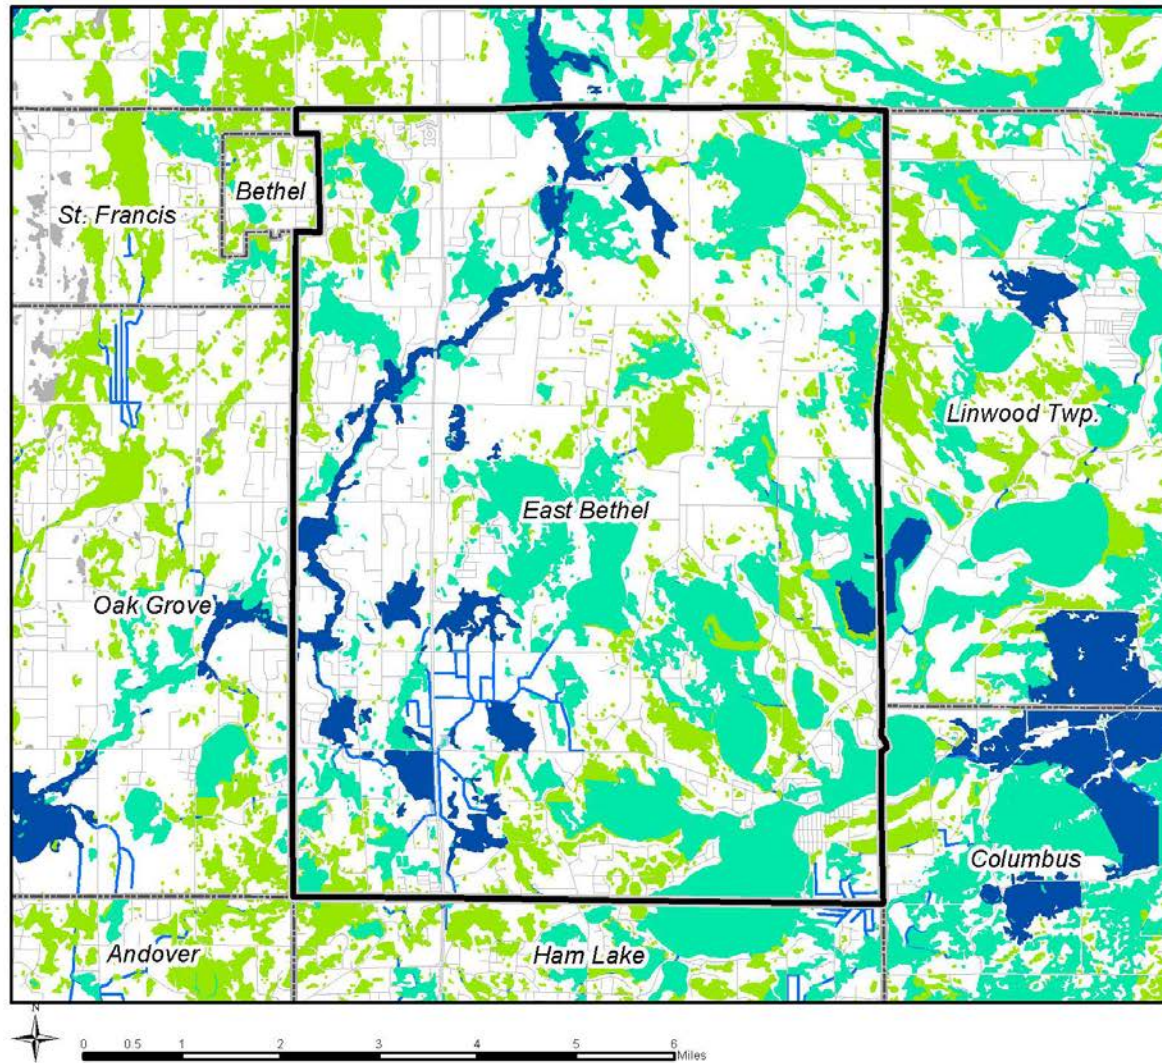 Bethel
St. Francis
Linwood Twp.
East Bethel
Oak Grove
Columbus
Andover
Ham Lake
N
0 0.5 1 2 3 4 5 6
Miles